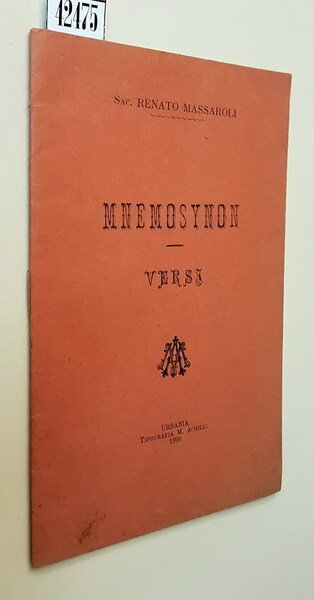 42475
Sac. RENATO MASSAROLI
MNEMOSYNON
VERSI
URBANIA
Tipografia M. Achilli
1896